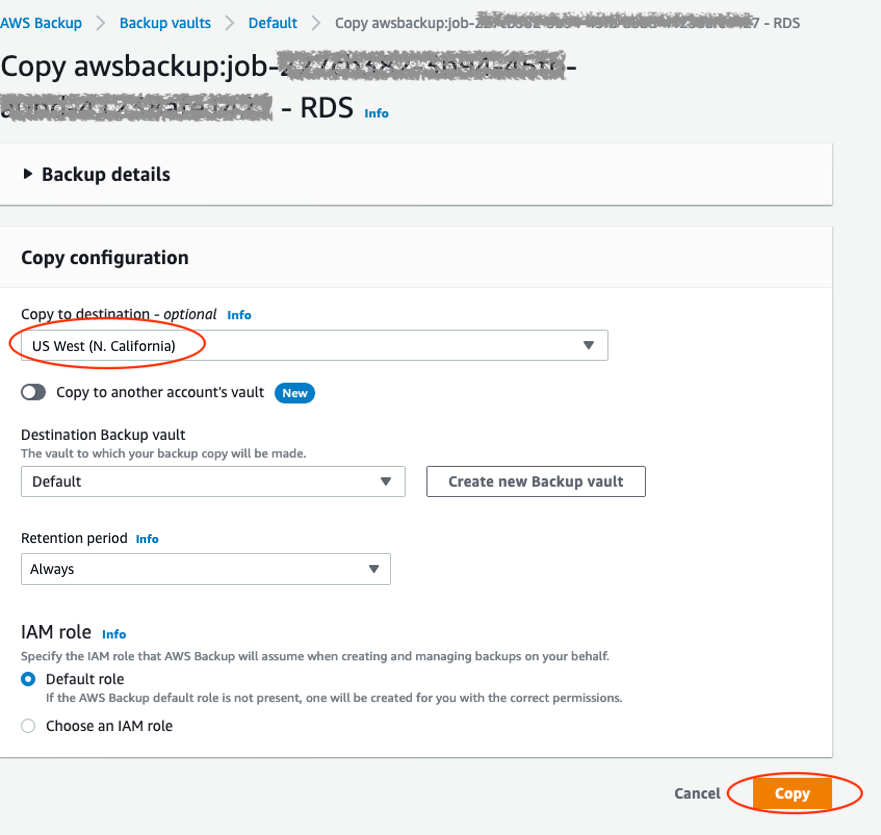 AWS Backup > Backup vaults > Default > Copy awsbackup:job- 7 - RDS
Copy awsbackup:job- -
- RDS Info
Backup details
Copy configuration
Copy to destination - optional Info
US West (N. California)
Copy to another account's vault New
Destination Backup vault
The vault to which your backup copy will be made.
Default Create new Backup vault
Retention period Info
Always
IAM role Info
Specify the IAM role that AWS Backup will assume when creating and managing backups on your behalf.
Default role
If the AWS Backup default role is not present, one will be created for you with the correct permissions.
Choose an IAM role
Cancel Copy